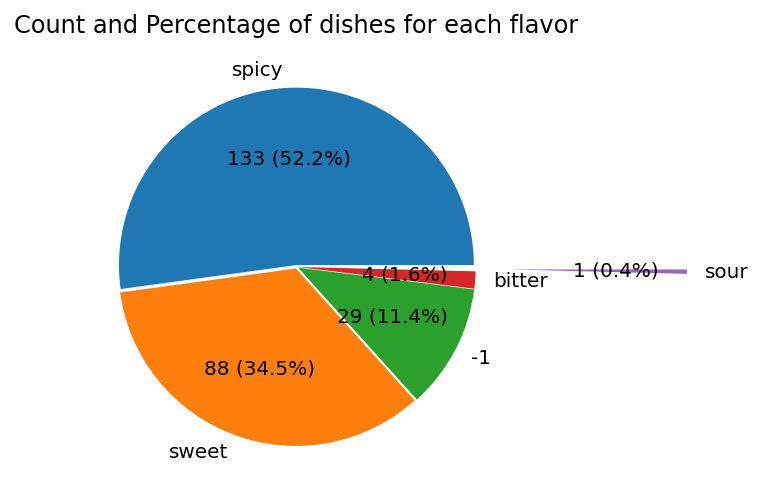 Count and Percentage of dishes for each flavor
spicy
133 (52.2%)
4 (1.6%)
1 (0.4%)
sour
bitter
29 (11.4%)
-1
88 (34.5%)
sweet